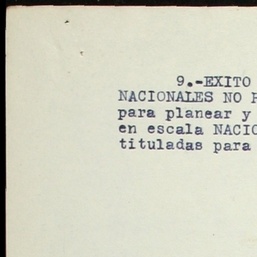 9.-EXITO
NACIONALES NO
para planear y
en escala NACIO
tituladas para